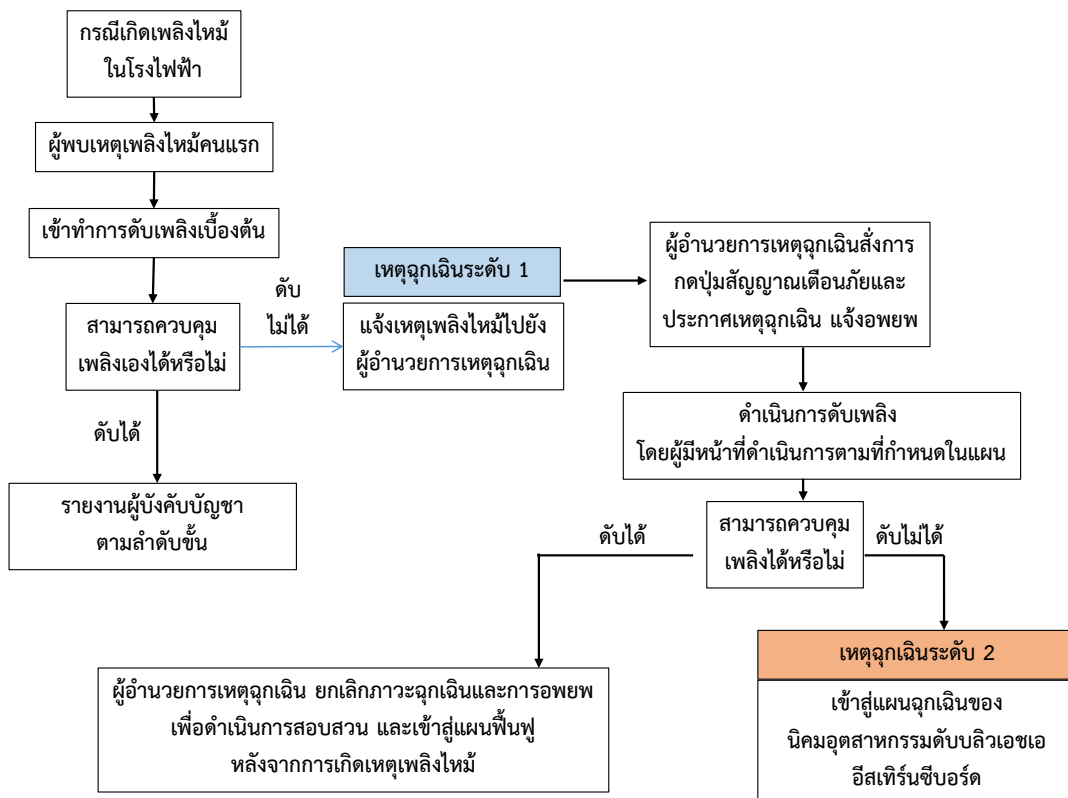 กรณีเกิดเพลิงไหม้
ในโรงไฟฟ้า
ผู้พบเหตุเพลิงไหม้คนแรก
เข้าทำการดับเพลิงเบื้องต้น
สามารถควบคุม
เพลิงเองได้หรือไม่
ดับได้
รายงานผู้บังคับบัญชา
ตามลำดับขั้น
ดับ
ไม่ได้
เหตุฉุกเฉินระดับ 1
แจ้งเหตุเพลิงไหม้ไปยัง
ผู้อำนวยการเหตุฉุกเฉิน
ผู้อำนวยการเหตุฉุกเฉินสั่งการ
กดปุ่มสัญญาณเตือนภัยและ
ประกาศเหตุฉุกเฉิน แจ้งอพยพ
ดำเนินการดับเพลิง
โดยผู้มีหน้าที่ดำเนินการตามที่กำหนดในแผน
สามารถควบคุม
เพลิงได้หรือไม่
ดับได้
ดับไม่ได้
ผู้อำนวยการเหตุฉุกเฉิน ยกเลิกภาวะฉุกเฉินและการอพยพ
เพื่อดำเนินการสอบสวน และเข้าสู่แผนฟื้นฟู
หลังจากการเกิดเหตุเพลิงไหม้
เหตุฉุกเฉินระดับ 2
เข้าสู่แผนฉุกเฉินของ
นิคมอุตสาหกรรมดับบลิวเอชเอ
อีสเทิร์นซีบอร์ด